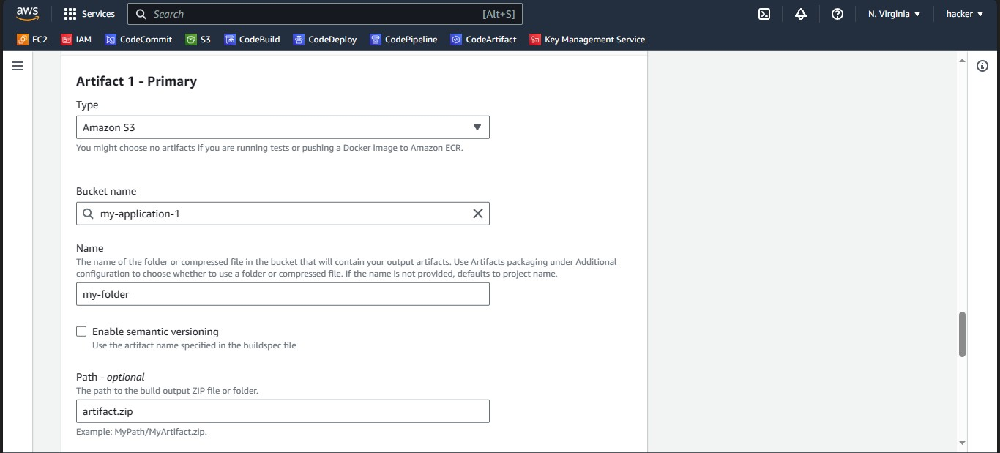 aws
Services
Search
[Alt+S]
N. Virginia
hacker
EC2
IAM
CodeCommit
S3
CodeBuild
CodeDeploy
CodePipeline
CodeArtifact
Key Management Service
Artifact 1 - Primary
Type
Amazon S3
You might choose no artifacts if you are running tests or pushing a Docker image to Amazon ECR.
Bucket name
my-application-1
Name
The name of the folder or compressed file in the bucket that will contain your output artifacts. Use Artifacts packaging under Additional
configuration to choose whether to use a folder or compressed file. If the name is not provided, defaults to project name.
my-folder
Enable semantic versioning
Use the artifact name specified in the buildspec file
Path - optional
The path to the build output ZIP file or folder.
artifact.zip
Example: MyPath/MyArtifact.zip.